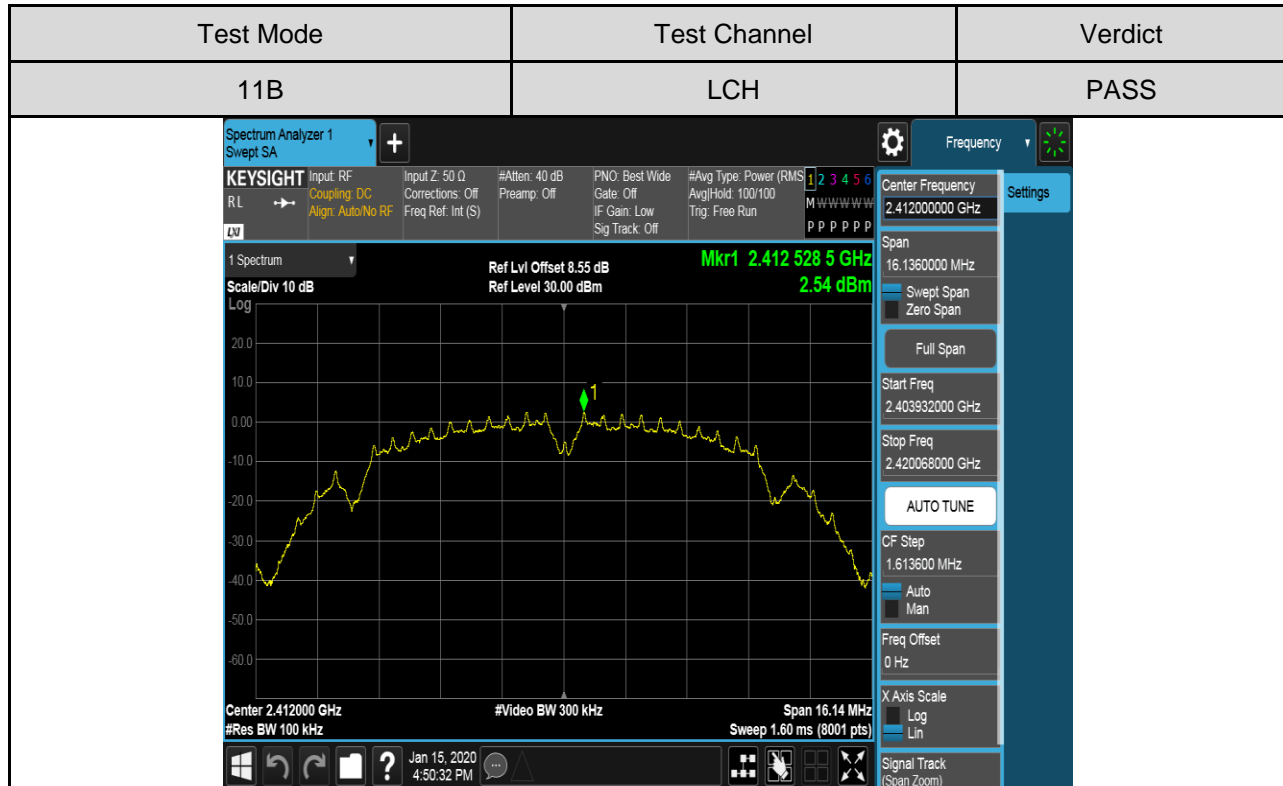 Test Mode Test Channel Verdict
11B LCH PASS
Spectrum Analyzer 1
Swept SA
Frequency
KEYSIGHT
R L
LXI
Input: RF
Coupling: DC
Align: Auto/No RF
Input Z: 50 Ω
Corrections: Off
Freq Ref: Int (S)
#Atten: 40 dB
Preamp: Off
PNO: Best Wide
Gate: Off
IF Gain: Low
Sig Track: Off
#Avg Type: Power (RMS
Avg|Hold: 100/100
Trig: Free Run
1 2 3 4 5 6
M W W W W W
P P P P P P
1 Spectrum
Scale/Div 10 dB
Ref Lvl Offset 8.55 dB
Ref Level 30.00 dBm
Mkr1 2.412 528 5 GHz
2.54 dBm
Log
20.0
10.0
0.00
-10.0
-20.0
-30.0
-40.0
-50.0
-60.0
1
Center 2.412000 GHz
#Res BW 100 kHz
#Video BW 300 kHz
Span 16.14 MHz
Sweep 1.60 ms (8001 pts)
Center Frequency
2.412000000 GHz
Settings
Span
16.1360000 MHz
Swept Span
Zero Span
Full Span
Start Freq
2.403932000 GHz
Stop Freq
2.420068000 GHz
AUTO TUNE
CF Step
1.613600 MHz
Auto
Man
Freq Offset
0 Hz
X Axis Scale
Log
Lin
Signal Track
(Span Zoom)
?
Jan 15, 2020
4:50:32 PM